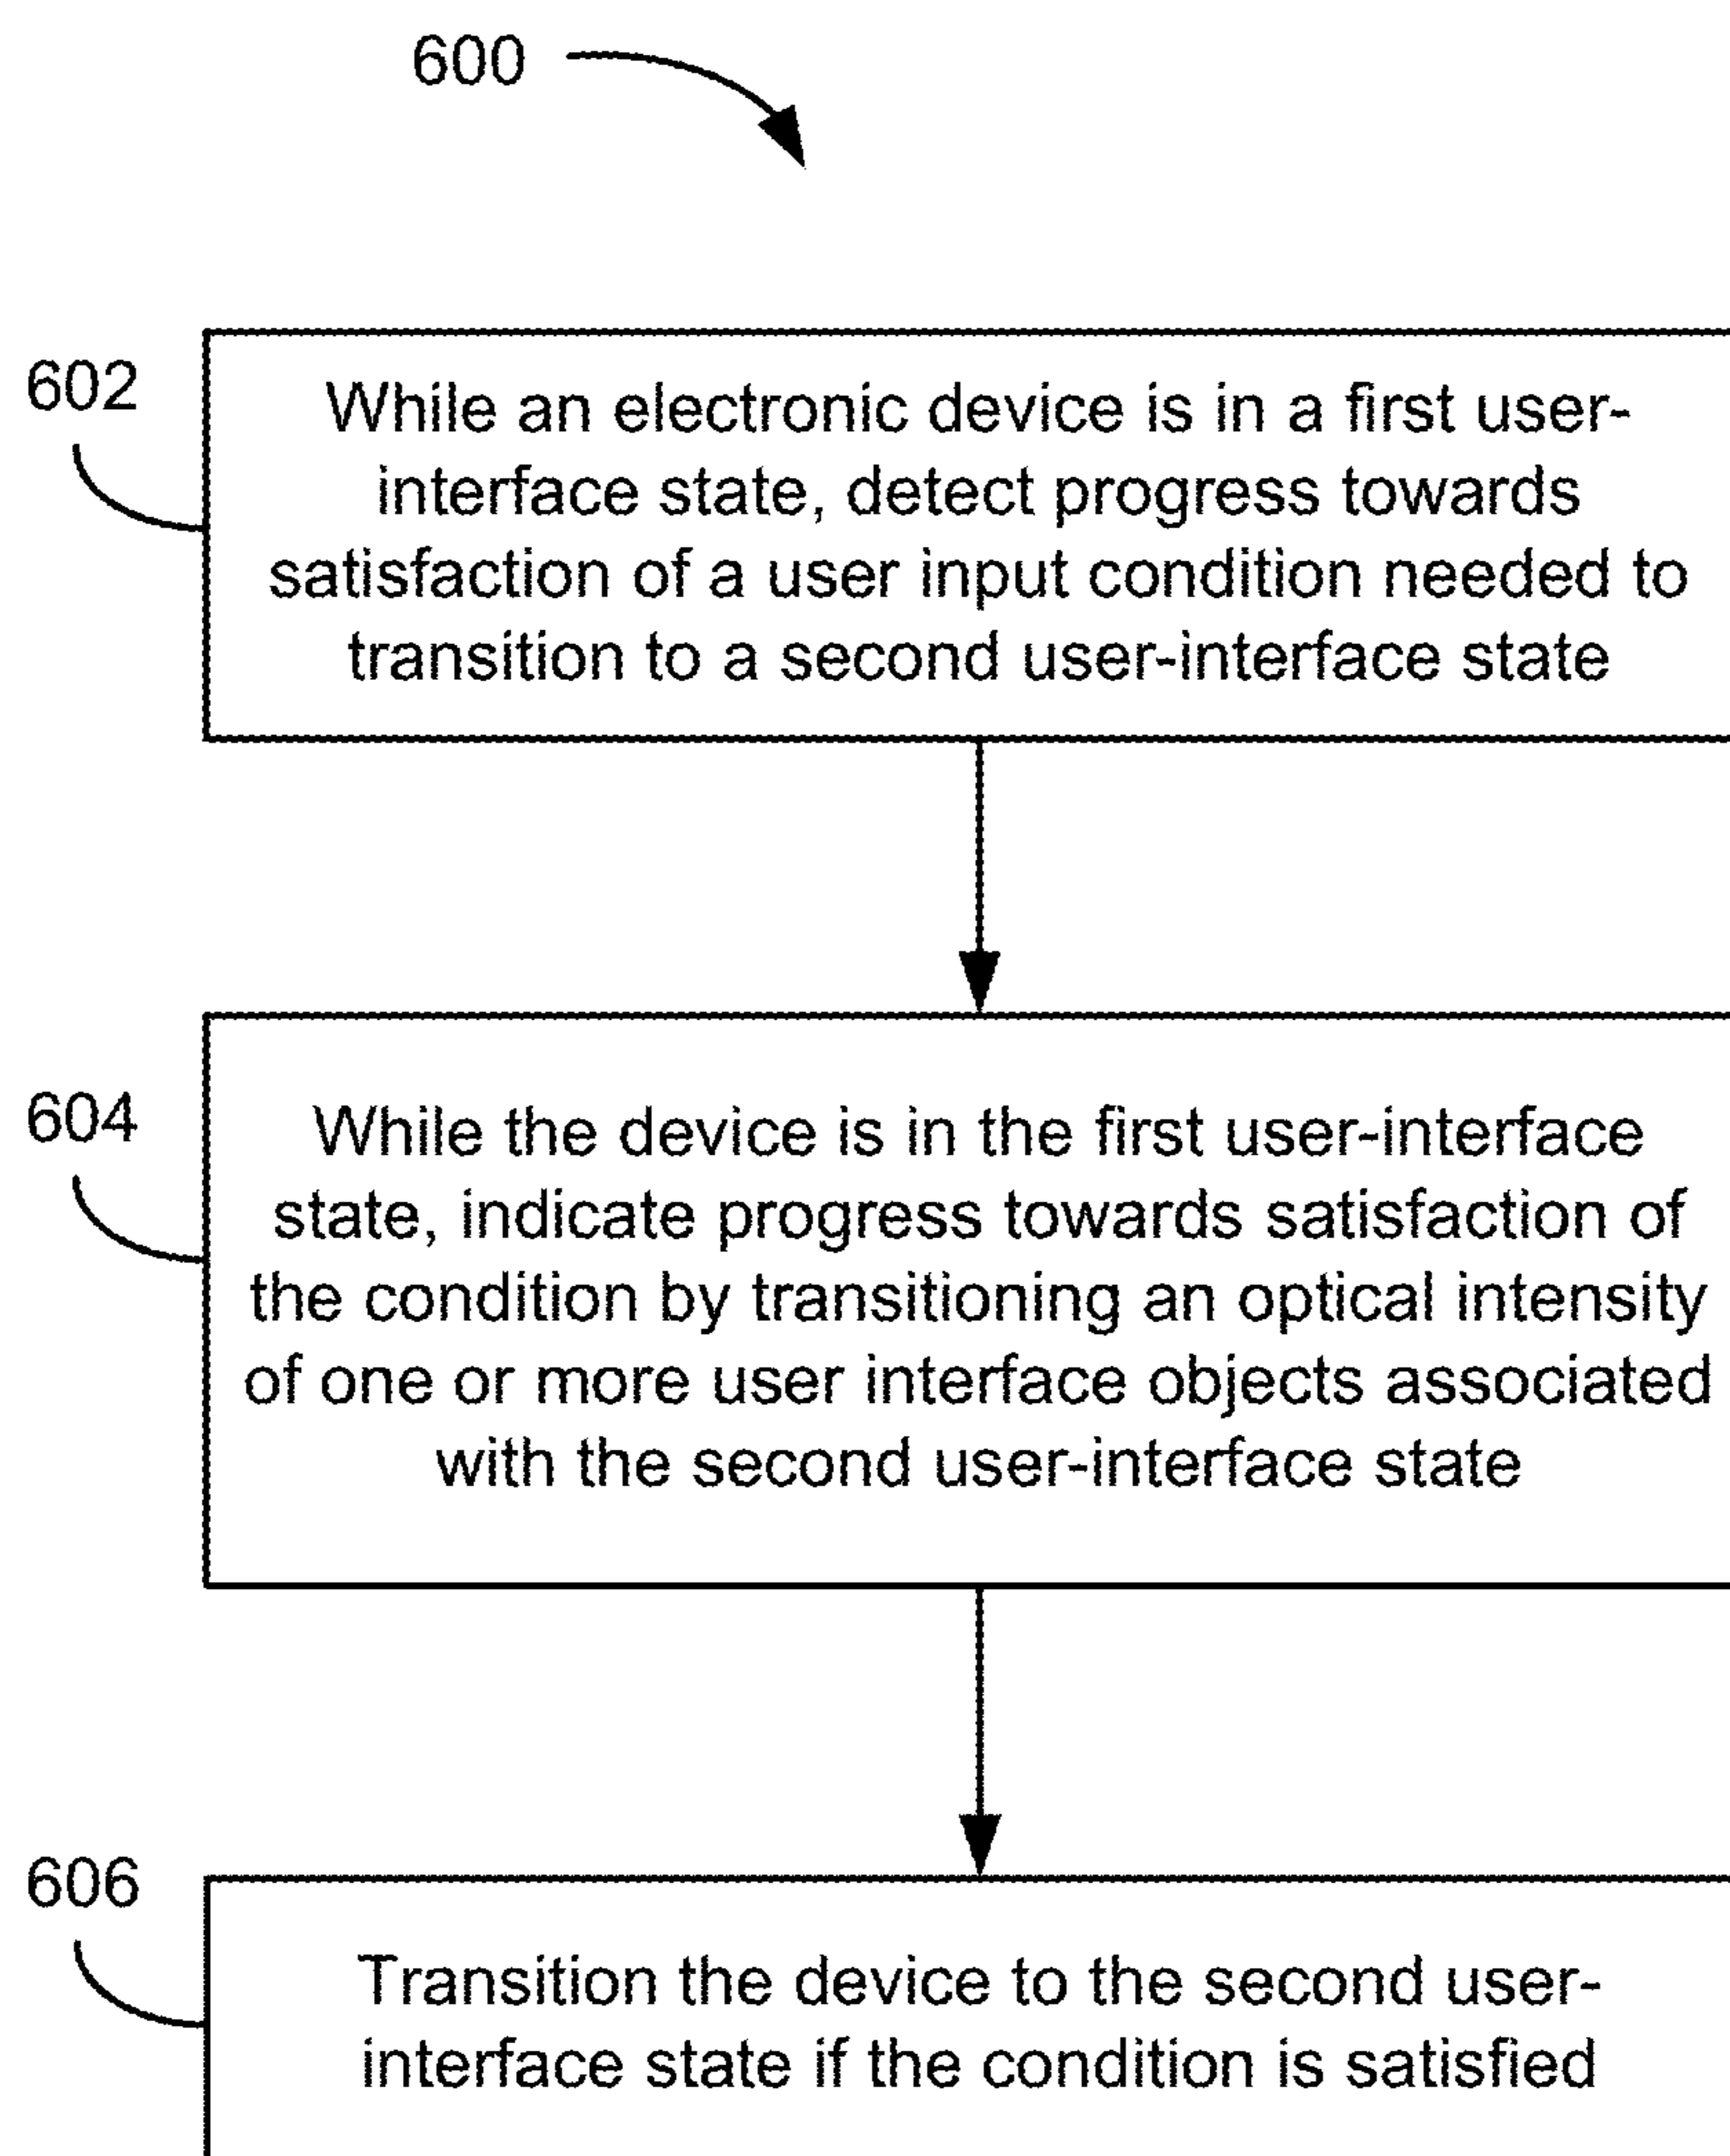 600
602
While an electronic device is in a first user-
interface state, detect progress towards
satisfaction of a user input condition needed to
transition to a second user-interface state
604
While the device is in the first user-interface
state, indicate progress towards satisfaction of
the condition by transitioning an optical intensity
of one or more user interface objects associated
with the second user-interface state
606
Transition the device to the second user-
interface state if the condition is satisfied